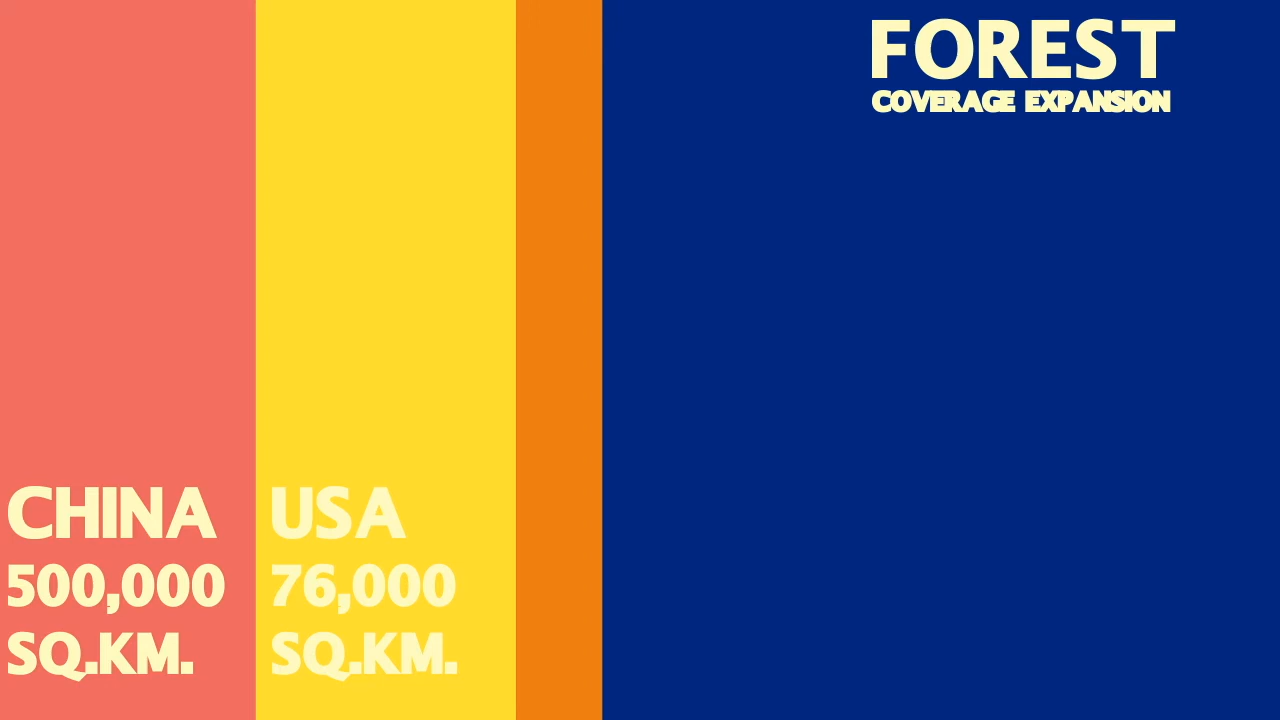 FOREST
COVERAGE EXPANSION
CHINA
500,000
SQ.KM.
USA
76,000
SQ.KM.